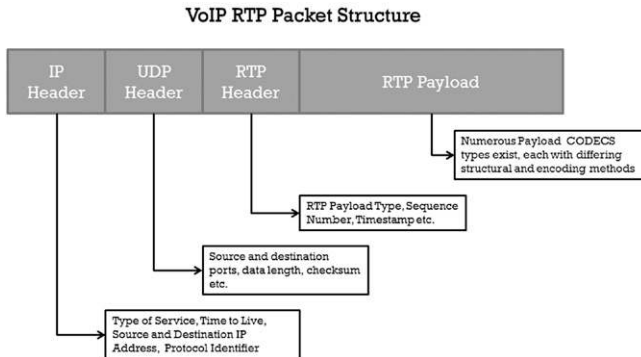 VoIP RTP Packet Structure
IP
Header
UDP
Header
RTP
Header
RTP Payload
Numerous Payload CODECS
types exist, each with differing
structural and encoding methods
RTP Payload Type, Sequence
Number, Timestamp etc.
Source and destination
ports, data length, checksum
etc.
Type of Service, Time to Live,
Source and Destination IP
Address, Protocol Identifier